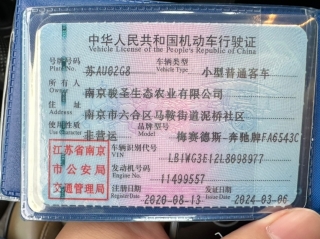 中华人民共和国机动车行驶证
Vehicle License of the People's Republic of China
号牌号码 苏AU02GB 车辆类型 小型普通客车
Plate No. Vehicle Type
所有人 南京骏圣生态农业有限公司
Owner
住址 南京市六合区马鞍街道泥桥社区
Address
使用性质 非营运 品牌型号 梅赛德斯-奔驰牌FA6543C
Use Character Model
江苏省南京市公安局交通管理局
车辆识别代号 LB1WG3E12L8098977
VIN
发动机号码 11499557
Engine No.
注册日期 2020-08-13 发证日期 2024-03-06
Register Date Issue Date